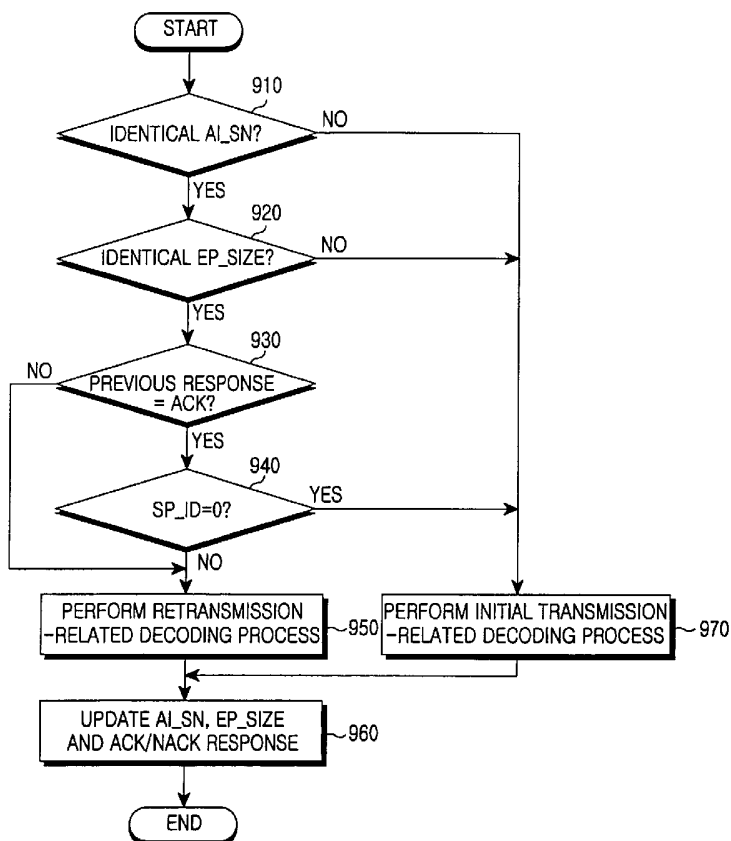 START
910
IDENTICAL AI_SN?
NO
YES
920
IDENTICAL EP_SIZE?
NO
YES
930
NO
PREVIOUS RESPONSE
= ACK?
YES
940
SP_ID=0?
YES
NO
PERFORM RETRANSMISSION
-RELATED DECODING PROCESS
950
PERFORM INITIAL TRANSMISSION
-RELATED DECODING PROCESS
970
UPDATE AI_SN, EP_SIZE
AND ACK/NACK RESPONSE
960
END